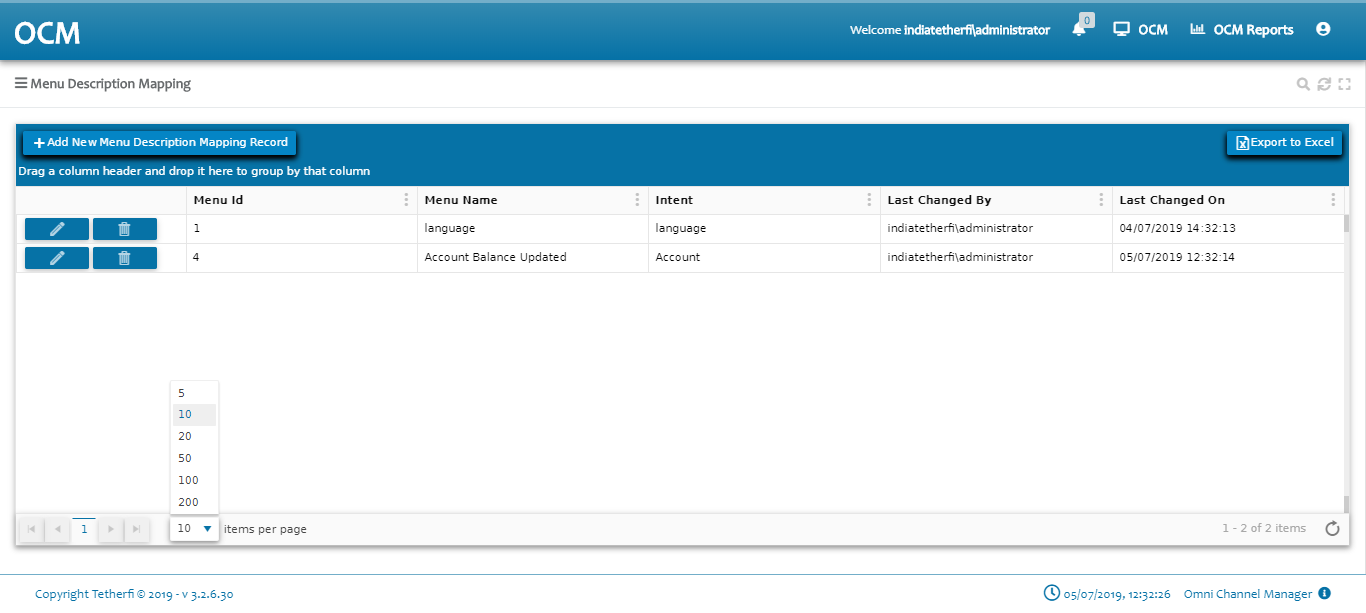 OCM
Welcome indiatetherfi\administrator
0
OCM
OCM Reports
Menu Description Mapping
Add New Menu Description Mapping Record
Export to Excel
Drag a column header and drop it here to group by that column
Menu Id Menu Name Intent Last Changed By Last Changed On
1 language language indiatetherfi\administrator 04/07/2019 14:32:13
4 Account Balance Updated Account indiatetherfi\administrator 05/07/2019 12:32:14
5
10
20
50
100
200
1 10 items per page 1 - 2 of 2 items
Copyright Tetherfi © 2019 - v 3.2.6.30 05/07/2019, 12:32:26 Omni Channel Manager